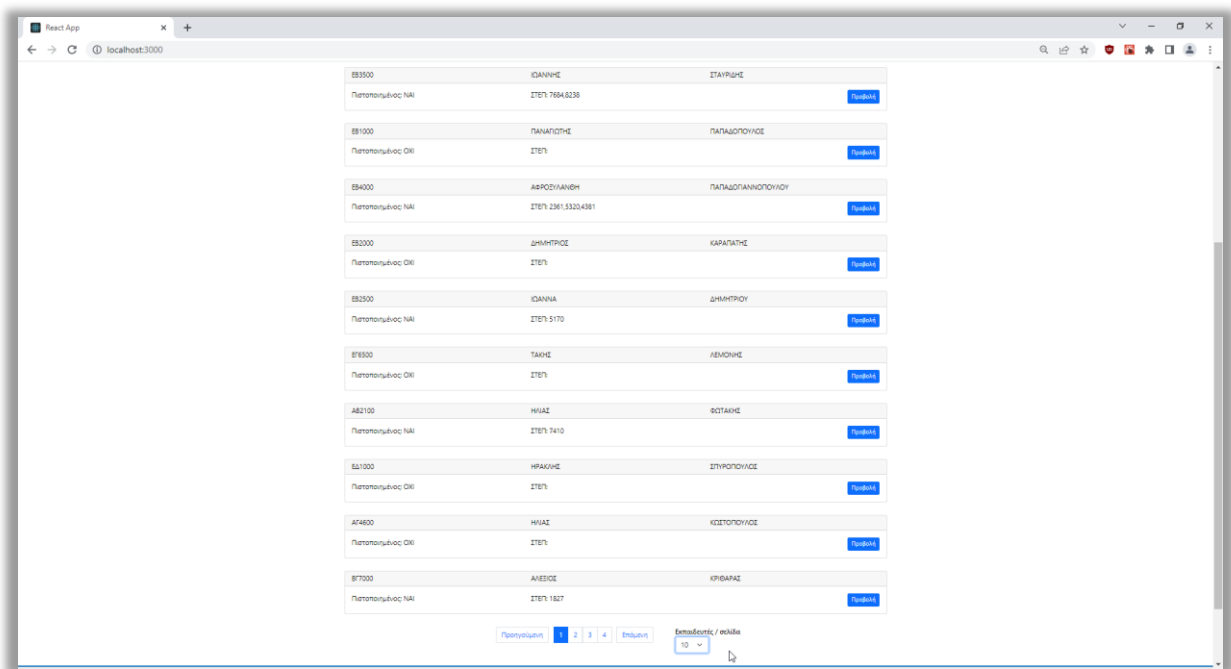 React App
localhost:3000
ΕΒ3500 ΙΩΑΝΝΗΣ ΣΤΑΥΡΙΔΗΣ
Πιστοποιημένος: ΝΑΙ ΣΤΕΠ: 7684,8238 Προβολή
ΕΒ1000 ΠΑΝΑΓΙΩΤΗΣ ΠΑΠΑΔΟΠΟΥΛΟΣ
Πιστοποιημένος: ΟΧΙ ΣΤΕΠ: Προβολή
ΕΒ4000 ΑΦΡΟΞΥΛΑΝΘΗ ΠΑΠΑΔΟΓΙΑΝΝΟΠΟΥΛΟΥ
Πιστοποιημένος: ΝΑΙ ΣΤΕΠ: 2361,5320,4381 Προβολή
ΕΒ2000 ΔΗΜΗΤΡΙΟΣ ΚΑΡΑΠΑΤΗΣ
Πιστοποιημένος: ΟΧΙ ΣΤΕΠ: Προβολή
ΕΒ2500 ΙΩΑΝΝΑ ΔΗΜΗΤΡΙΟΥ
Πιστοποιημένος: ΝΑΙ ΣΤΕΠ: 5170 Προβολή
ΕΓ6500 ΤΑΚΗΣ ΛΕΜΟΝΗΣ
Πιστοποιημένος: ΟΧΙ ΣΤΕΠ: Προβολή
ΑΒ2100 ΗΛΙΑΣ ΦΩΤΑΚΗΣ
Πιστοποιημένος: ΝΑΙ ΣΤΕΠ: 7410 Προβολή
ΕΔ1000 ΗΡΑΚΛΗΣ ΣΠΥΡΟΠΟΥΛΟΣ
Πιστοποιημένος: ΟΧΙ ΣΤΕΠ: Προβολή
ΑΓ4600 ΗΛΙΑΣ ΚΩΣΤΟΠΟΥΛΟΣ
Πιστοποιημένος: ΟΧΙ ΣΤΕΠ: Προβολή
ΒΓ7000 ΑΛΕΞΙΟΣ ΚΡΙΘΑΡΑΣ
Πιστοποιημένος: ΝΑΙ ΣΤΕΠ: 1827 Προβολή
Προηγούμενη 1 2 3 4 Επόμενη Εκπαιδευτές / σελίδα
10